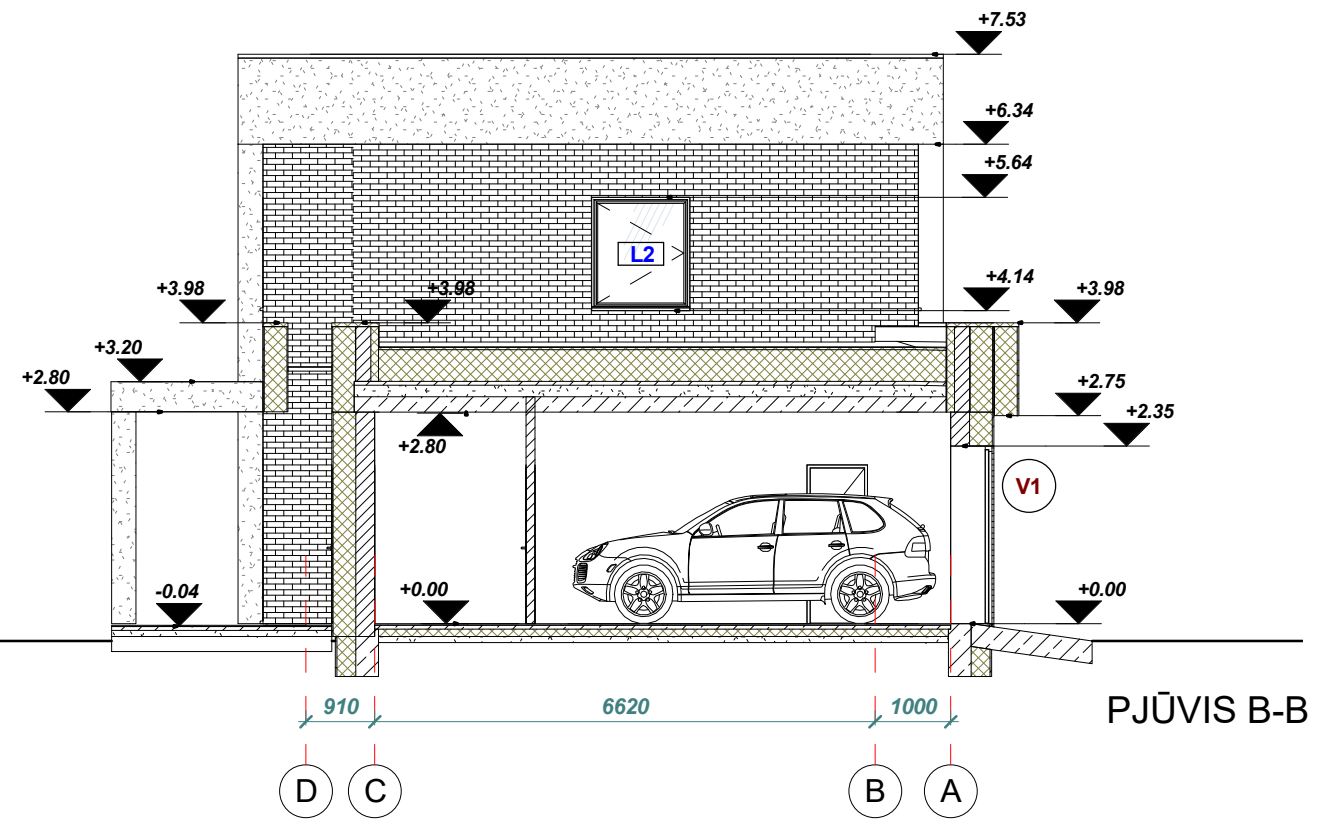 +7.53
+6.34
+5.64
L2
+3.98
+3.98
+4.14
+3.98
+3.20
+2.80
+2.75
+2.35
+2.80
V1
-0.04
+0.00
+0.00
910
6620
1000
PJŪVIS B-B
D
C
B
A